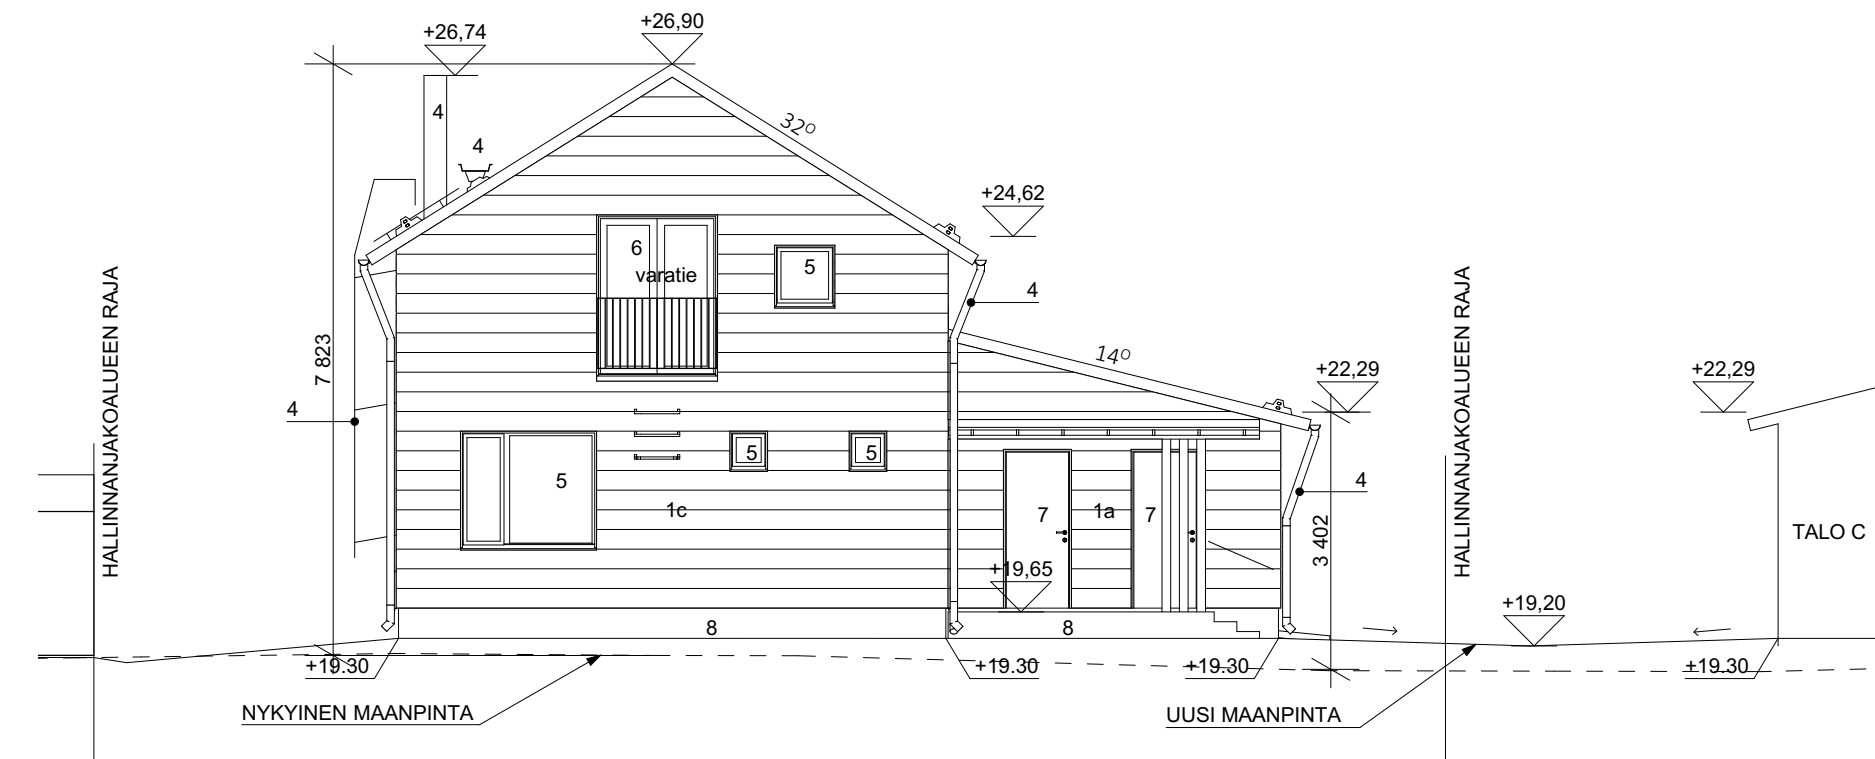 +26,90
+26,74
4
32º
4
+24,62
6
varatie
5
4
HALLINNANJAKOALUEEN RAJA
HALLINNANJAKOALUEEN RAJA
7 823
14º
+22,29
+22,29
4
5
5
5
4
1c
7
1a
7
3 402
TALO C
+19,65
+19,20
8
8
+19.30
+19.30
+19.30
+19.30
NYKYINEN MAANPINTA
UUSI MAANPINTA